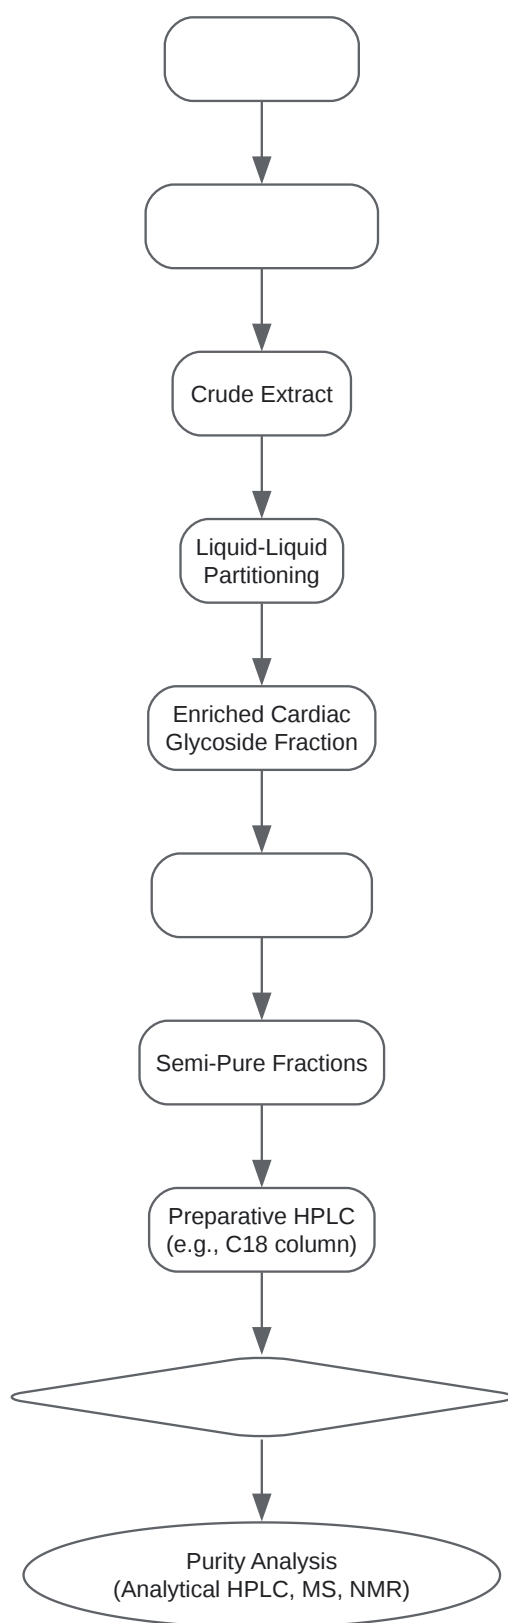 Crude Extract
Liquid-Liquid
Partitioning
Enriched Cardiac
Glycoside Fraction
Semi-Pure Fractions
Preparative HPLC
(e.g., C18 column)
Purity Analysis
(Analytical HPLC, MS, NMR)